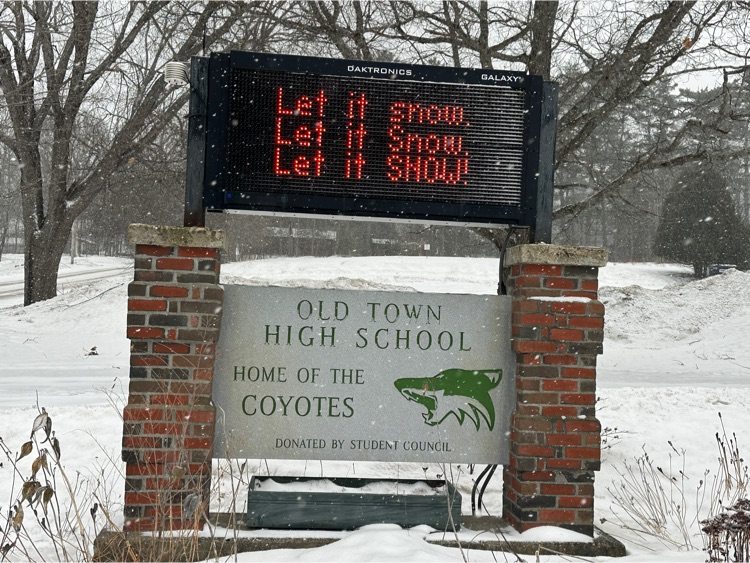 DAKTRONICS GALAXY
Let it snow.
Let it Snow.
Let it SHOW!
OLD TOWN
HIGH SCHOOL
HOME OF THE
COYOTES
DONATED BY STUDENT COUNCIL